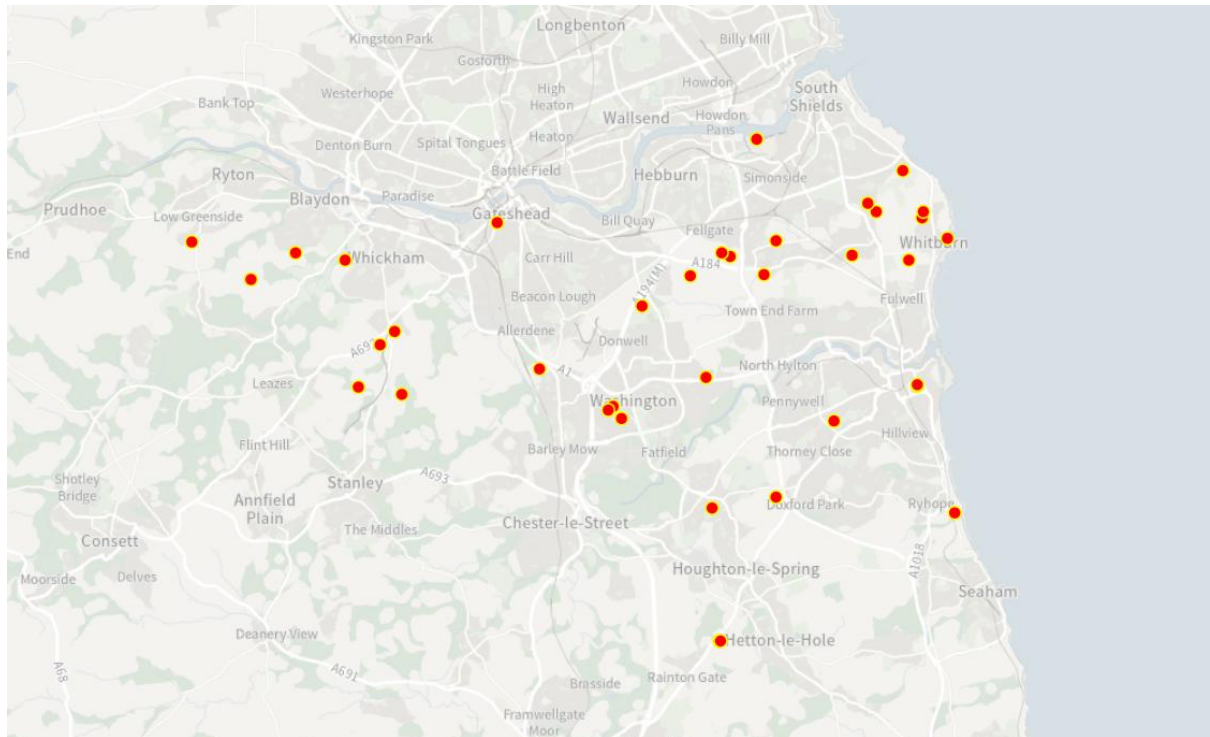 Longbenton
Kingston Park
Billy Mill
Gosforth
Howdon
South
Shields
Westerhope
High
Heaton
Bank Top
Wallsend
Howdon
Pans
Denton Burn
Spital Tongues
Heaton
Battle Field
Ryton
Hebburn
Simonside
Blaydon
Paradise
Prudhoe
Low Greenside
Gateshead
Bill Quay
Fellgate
End
Whitburn
Whickham
Carr Hill
A184
A194(M)
Beacon Lough
Fulwell
Town End Farm
Allerdene
Donwell
A692
North Hylton
A1
Leazes
Washington
Pennywell
Hillview
Flint Hill
Barley Mow
Fatfield
Thorney Close
Shotley
Bridge
Stanley
A693
Annfield
Plain
Doxford Park
Ryhope
Chester-le-Street
The Middles
Consett
A1018
Moorside
Delves
Houghton-le-Spring
Seaham
Deanery View
Hetton-le-Hole
A68
A691
Brasside
Rainton Gate
Framwellgate
Moor